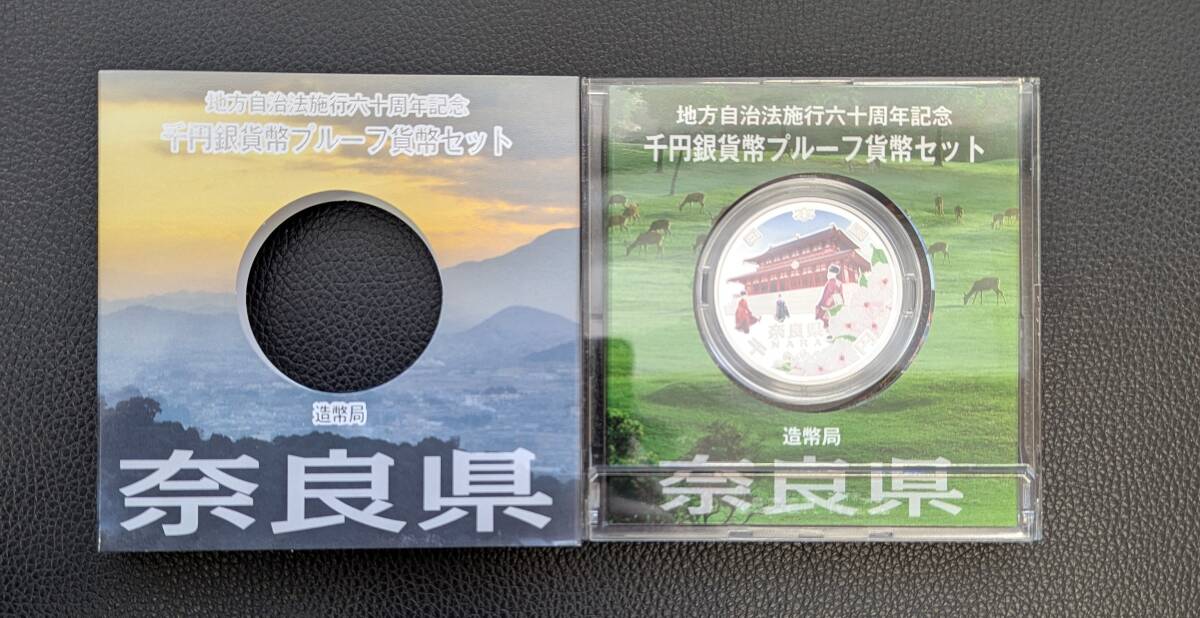 地方自治法施行六十周年記念
千円銀貨幣プルーフ貨幣セット
造幣局
奈良県
地方自治法施行六十周年記念
千円銀貨幣プルーフ貨幣セット
奈良県
NARA
千
円
造幣局
奈良県